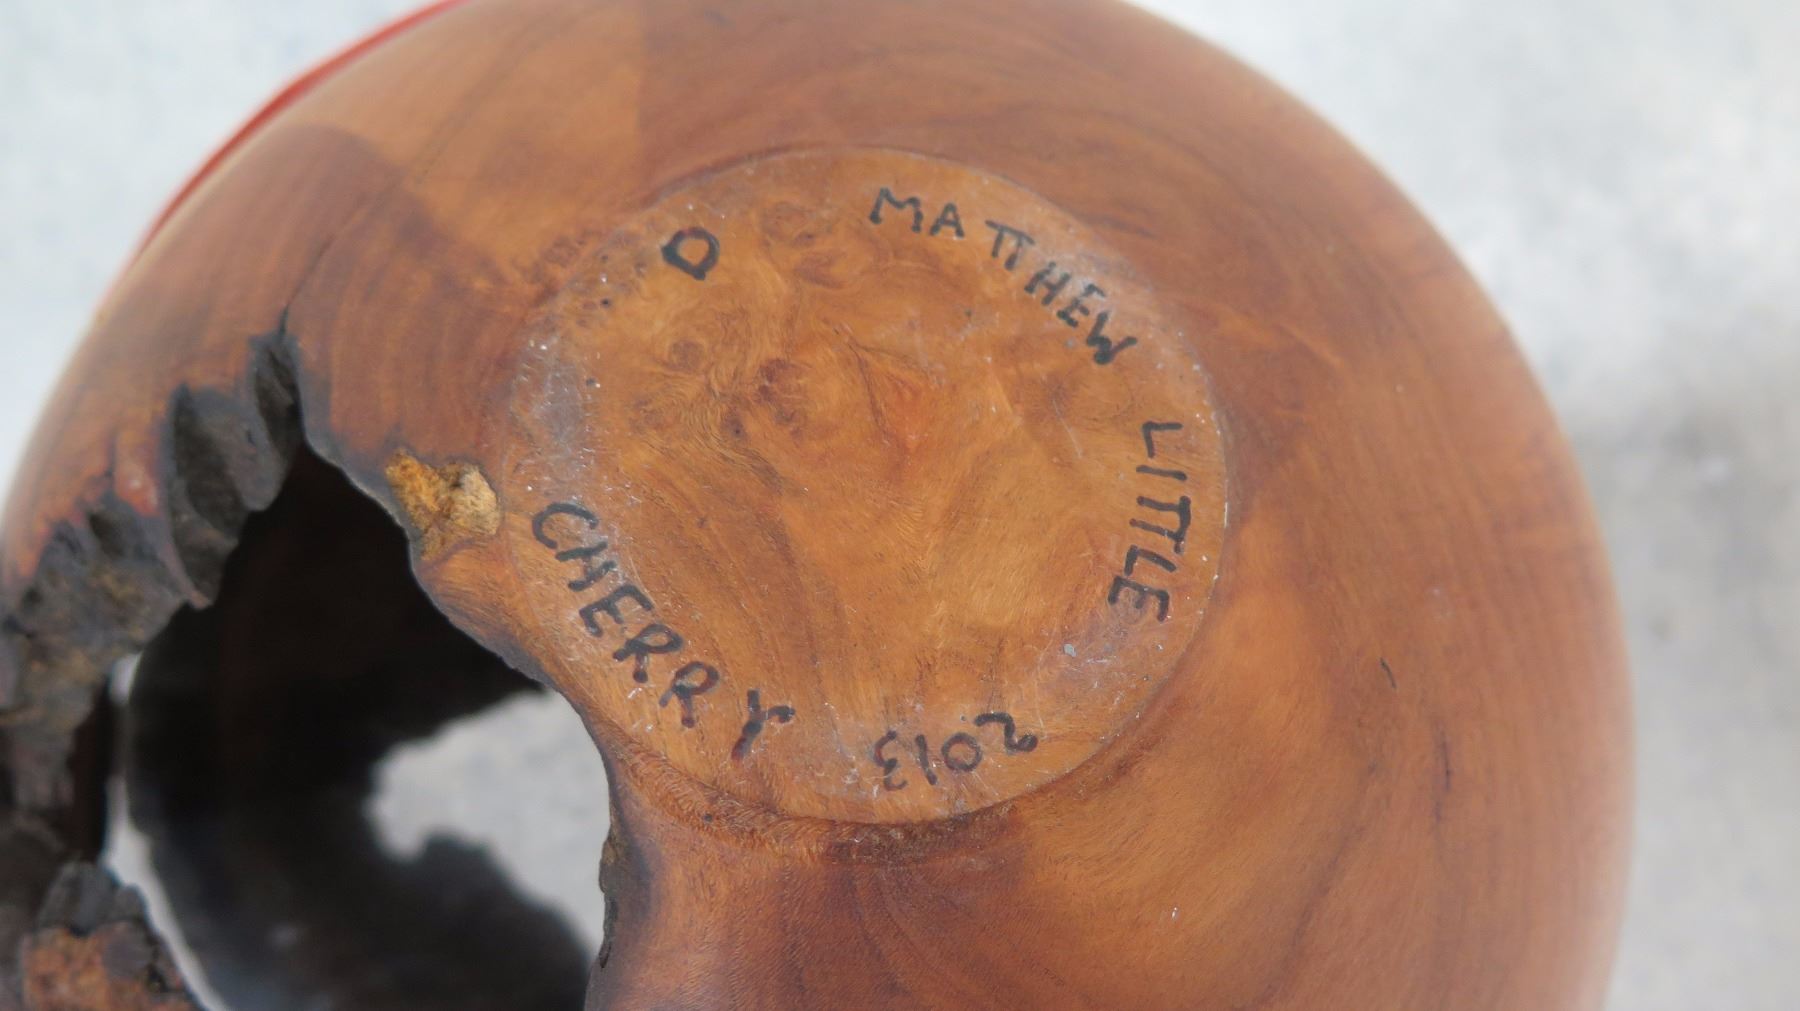 D
MATTHEW LITTLE
2013
CHERRY